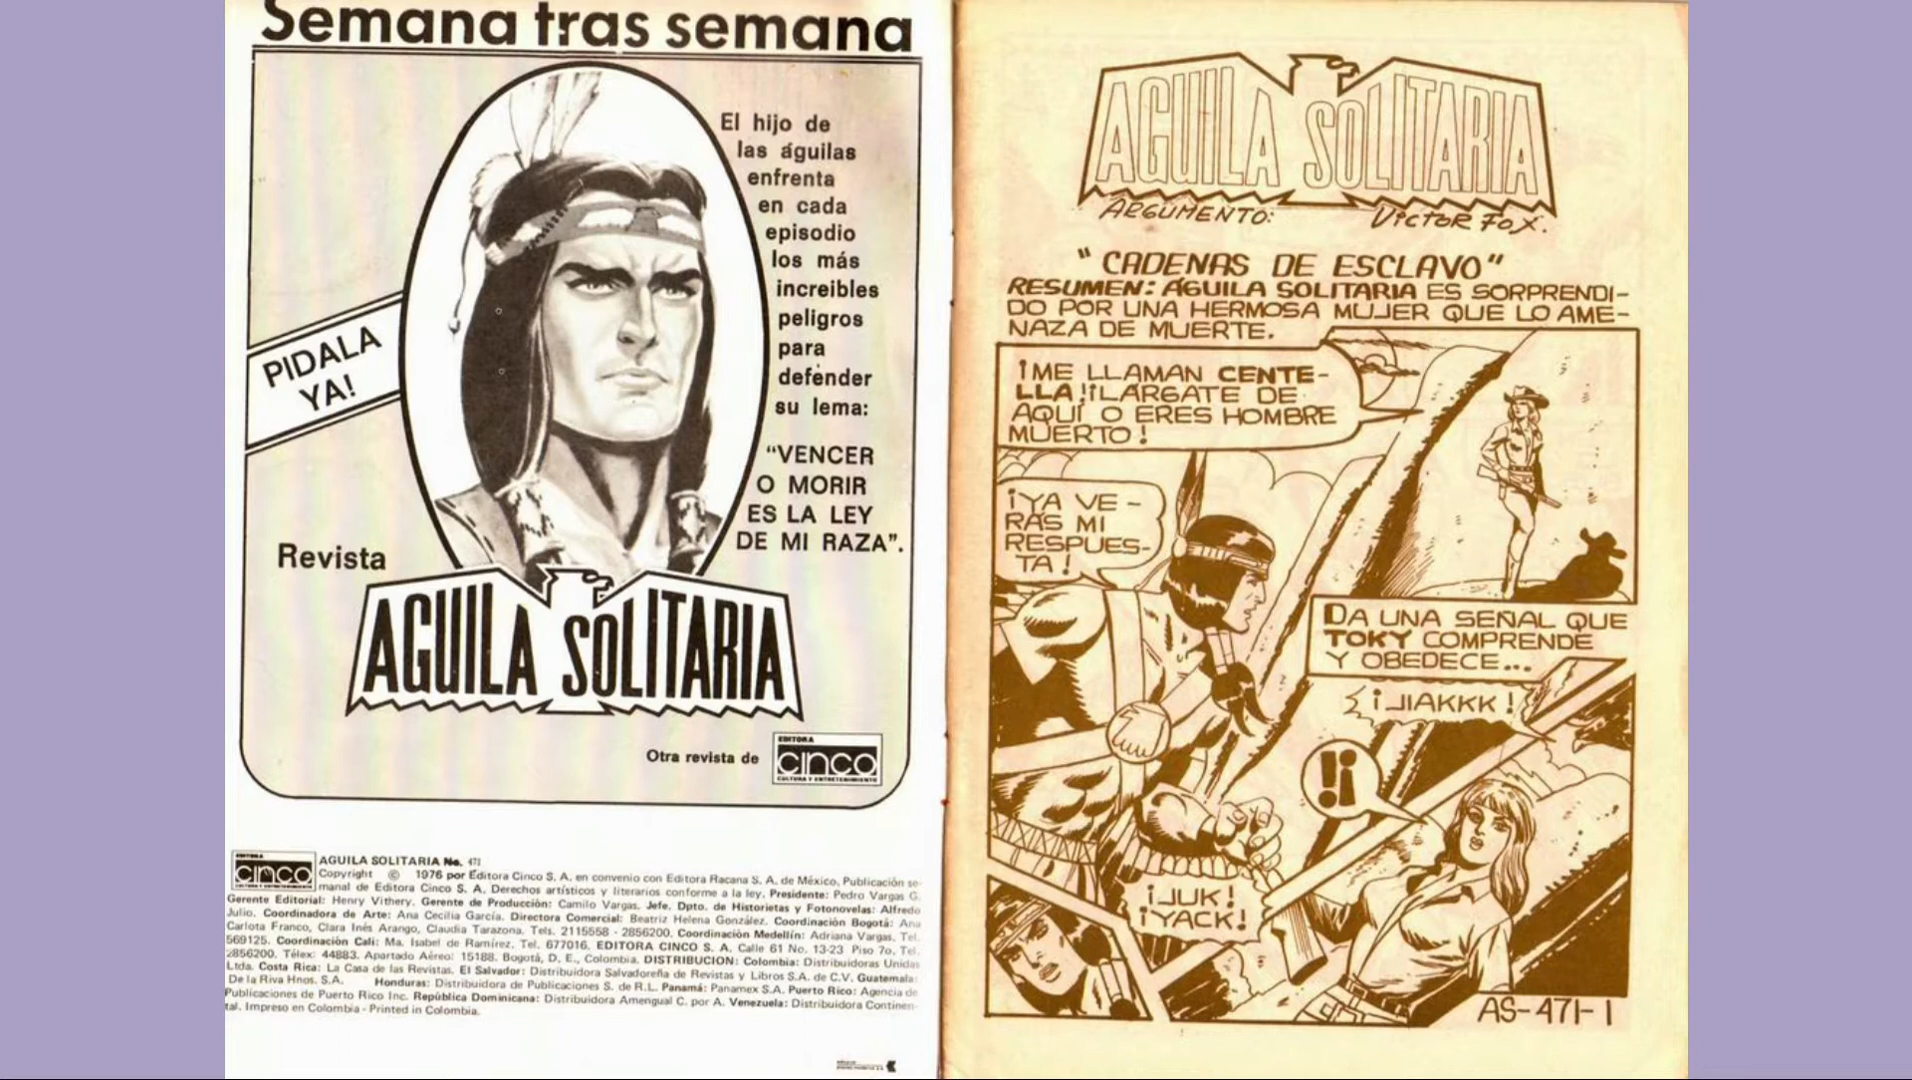 Semana tras semana
El hijo de
las águilas
enfrenta
en cada
episodio
los más
increibles
peligros
para
defender
su lema:
"VENCER
O MORIR
ES LA LEY
DE MI RAZA".
PIDALA
YA!
Revista
AGUILA SOLITARIA
Otra revista de
EDITORA
CINCO
CULTURA Y ENTRETENIMIENTO
EDITORA
CINCO
AGUILA SOLITARIA No. 471
Copyright © 1976 por Editora Cinco S. A. en convenio con Editora Racana S. A. de México. Publicación se-
manal de Editora Cinco S. A. Derechos artísticos y literarios conforme a la ley. Presidente: Pedro Vargas G.
Gerente Editorial: Henry Vithery. Gerente de Producción: Camilo Vargas. Jefe. Dpto. de Historietas y Fotonovelas: Alfredo
Julio. Coordinadora de Arte: Ana Cecilia García. Directora Comercial: Beatriz Helena González. Coordinación Bogotá: Ana
Carlota Franco, Clara Inés Arango, Claudia Tarazona. Tels. 2115558 - 2856200. Coordinación Medellín: Adriana Vargas. Tel.
569125. Coordinación Cali: Ma. Isabel de Ramírez. Tel. 677016. EDITORA CINCO S. A. Calle 61 No. 13-23 Piso 7o. Tel.
2856200. Télex: 44883. Apartado Aéreo: 15188. Bogotá, D. E., Colombia. DISTRIBUCION: Colombia: Distribuidoras Unidas
Ltda. Costa Rica: La Casa de las Revistas. El Salvador: Distribuidora Salvadoreña de Revistas y Libros S.A. de C.V. Guatemala:
De la Riva Hnos. S.A. Honduras: Distribuidora de Publicaciones S. de R.L. Panamá: Panamex S.A. Puerto Rico: Agencia de
Publicaciones de Puerto Rico Inc. República Dominicana: Distribuidora Amengual C. por A. Venezuela: Distribuidora Continen-
tal. Impreso en Colombia - Printed in Colombia.
AGUILA SOLITARIA
ARGUMENTO: VICTOR FOX.
"CADENAS DE ESCLAVO"
RESUMEN: ÁGUILA SOLITARIA ES SORPRENDI-
DO POR UNA HERMOSA MUJER QUE LO AME-
NAZA DE MUERTE.
¡ME LLAMAN CENTE-
LLA! ¡LÁRGATE DE
AQUÍ O ERES HOMBRE
MUERTO!
¡YA VE-
RÁS MI
RESPUES-
TA!
DA UNA SEÑAL QUE
TOKY COMPRENDE
Y OBEDECE...
¡JIAKKK!
!¡
¡JUK!
¡YACK!
AS-471-1